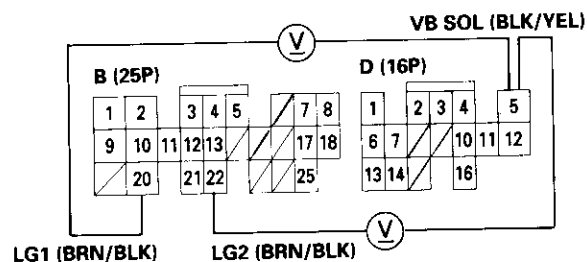 VB SOL (BLK/YEL)
V
B (25P)
D (16P)
1 2 3 4 5 7 8
9 10 11 12 13 17 18
20 21 22 25
1 2 3 4 5
6 7 10 11 12
13 14 16
LG1 (BRN/BLK)
LG2 (BRN/BLK)
V